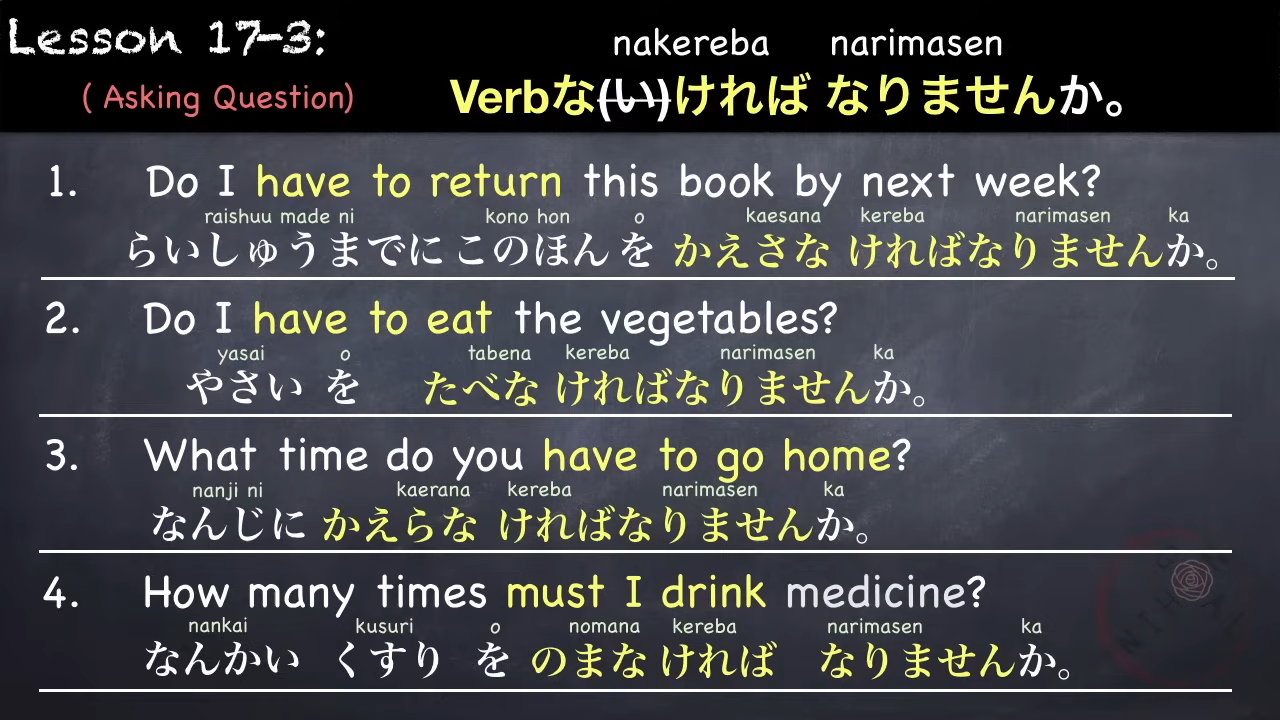 Lesson 17-3:
nakereba narimasen
( Asking Question)
Verbな(い)ければ なりませんか。
1. Do I have to return this book by next week?
raishuu made ni kono hon o kaesana kereba narimasen ka
らいしゅうまでに このほん を かえさな ければなりませんか。
2. Do I have to eat the vegetables?
yasai o tabena kereba narimasen ka
やさい を たべな ければなりませんか。
3. What time do you have to go home?
nanji ni kaerana kereba narimasen ka
なんじに かえらな ければなりませんか。
4. How many times must I drink medicine?
nankai kusuri o nomana kereba narimasen ka
なんかい くすり を のまな ければ なりませんか。